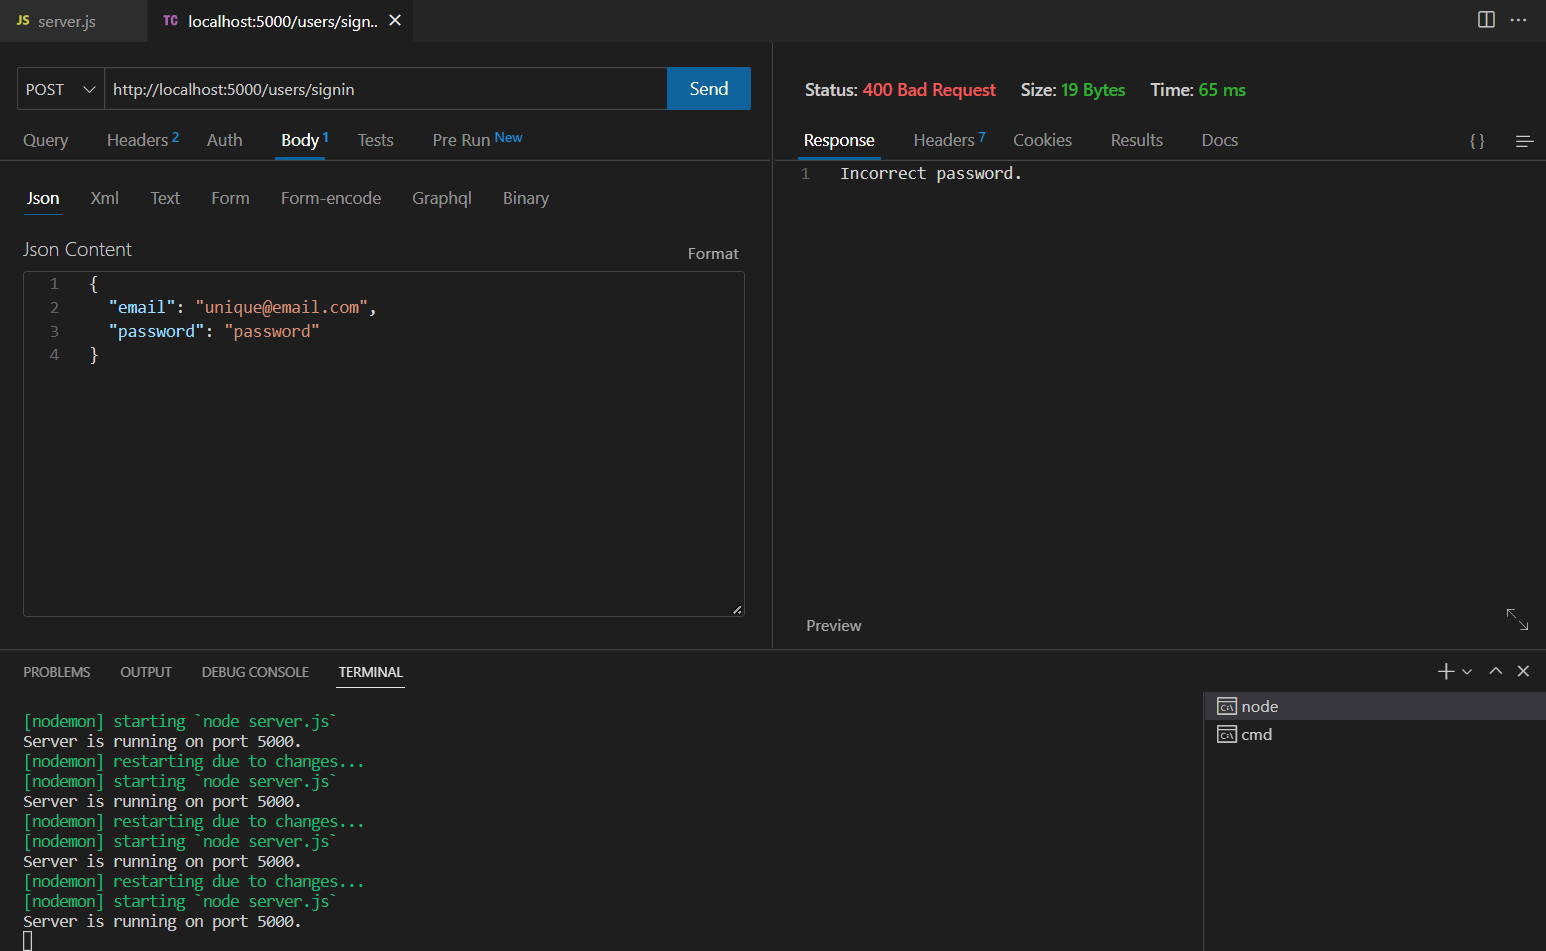 JS server.js
TC localhost:5000/users/sign..
POST http://localhost:5000/users/signin Send
Query Headers 2 Auth Body 1 Tests Pre Run New
Json Xml Text Form Form-encode Graphql Binary
Json Content
Format
1 {
2 "email": "unique@email.com",
3 "password": "password"
4 }
Status: 400 Bad Request Size: 19 Bytes Time: 65 ms
Response Headers 7 Cookies Results Docs { }
1 Incorrect password.
Preview
PROBLEMS OUTPUT DEBUG CONSOLE TERMINAL
[nodemon] starting `node server.js`
Server is running on port 5000.
[nodemon] restarting due to changes...
[nodemon] starting `node server.js`
Server is running on port 5000.
[nodemon] restarting due to changes...
[nodemon] starting `node server.js`
Server is running on port 5000.
[nodemon] restarting due to changes...
[nodemon] starting `node server.js`
Server is running on port 5000.
node
cmd